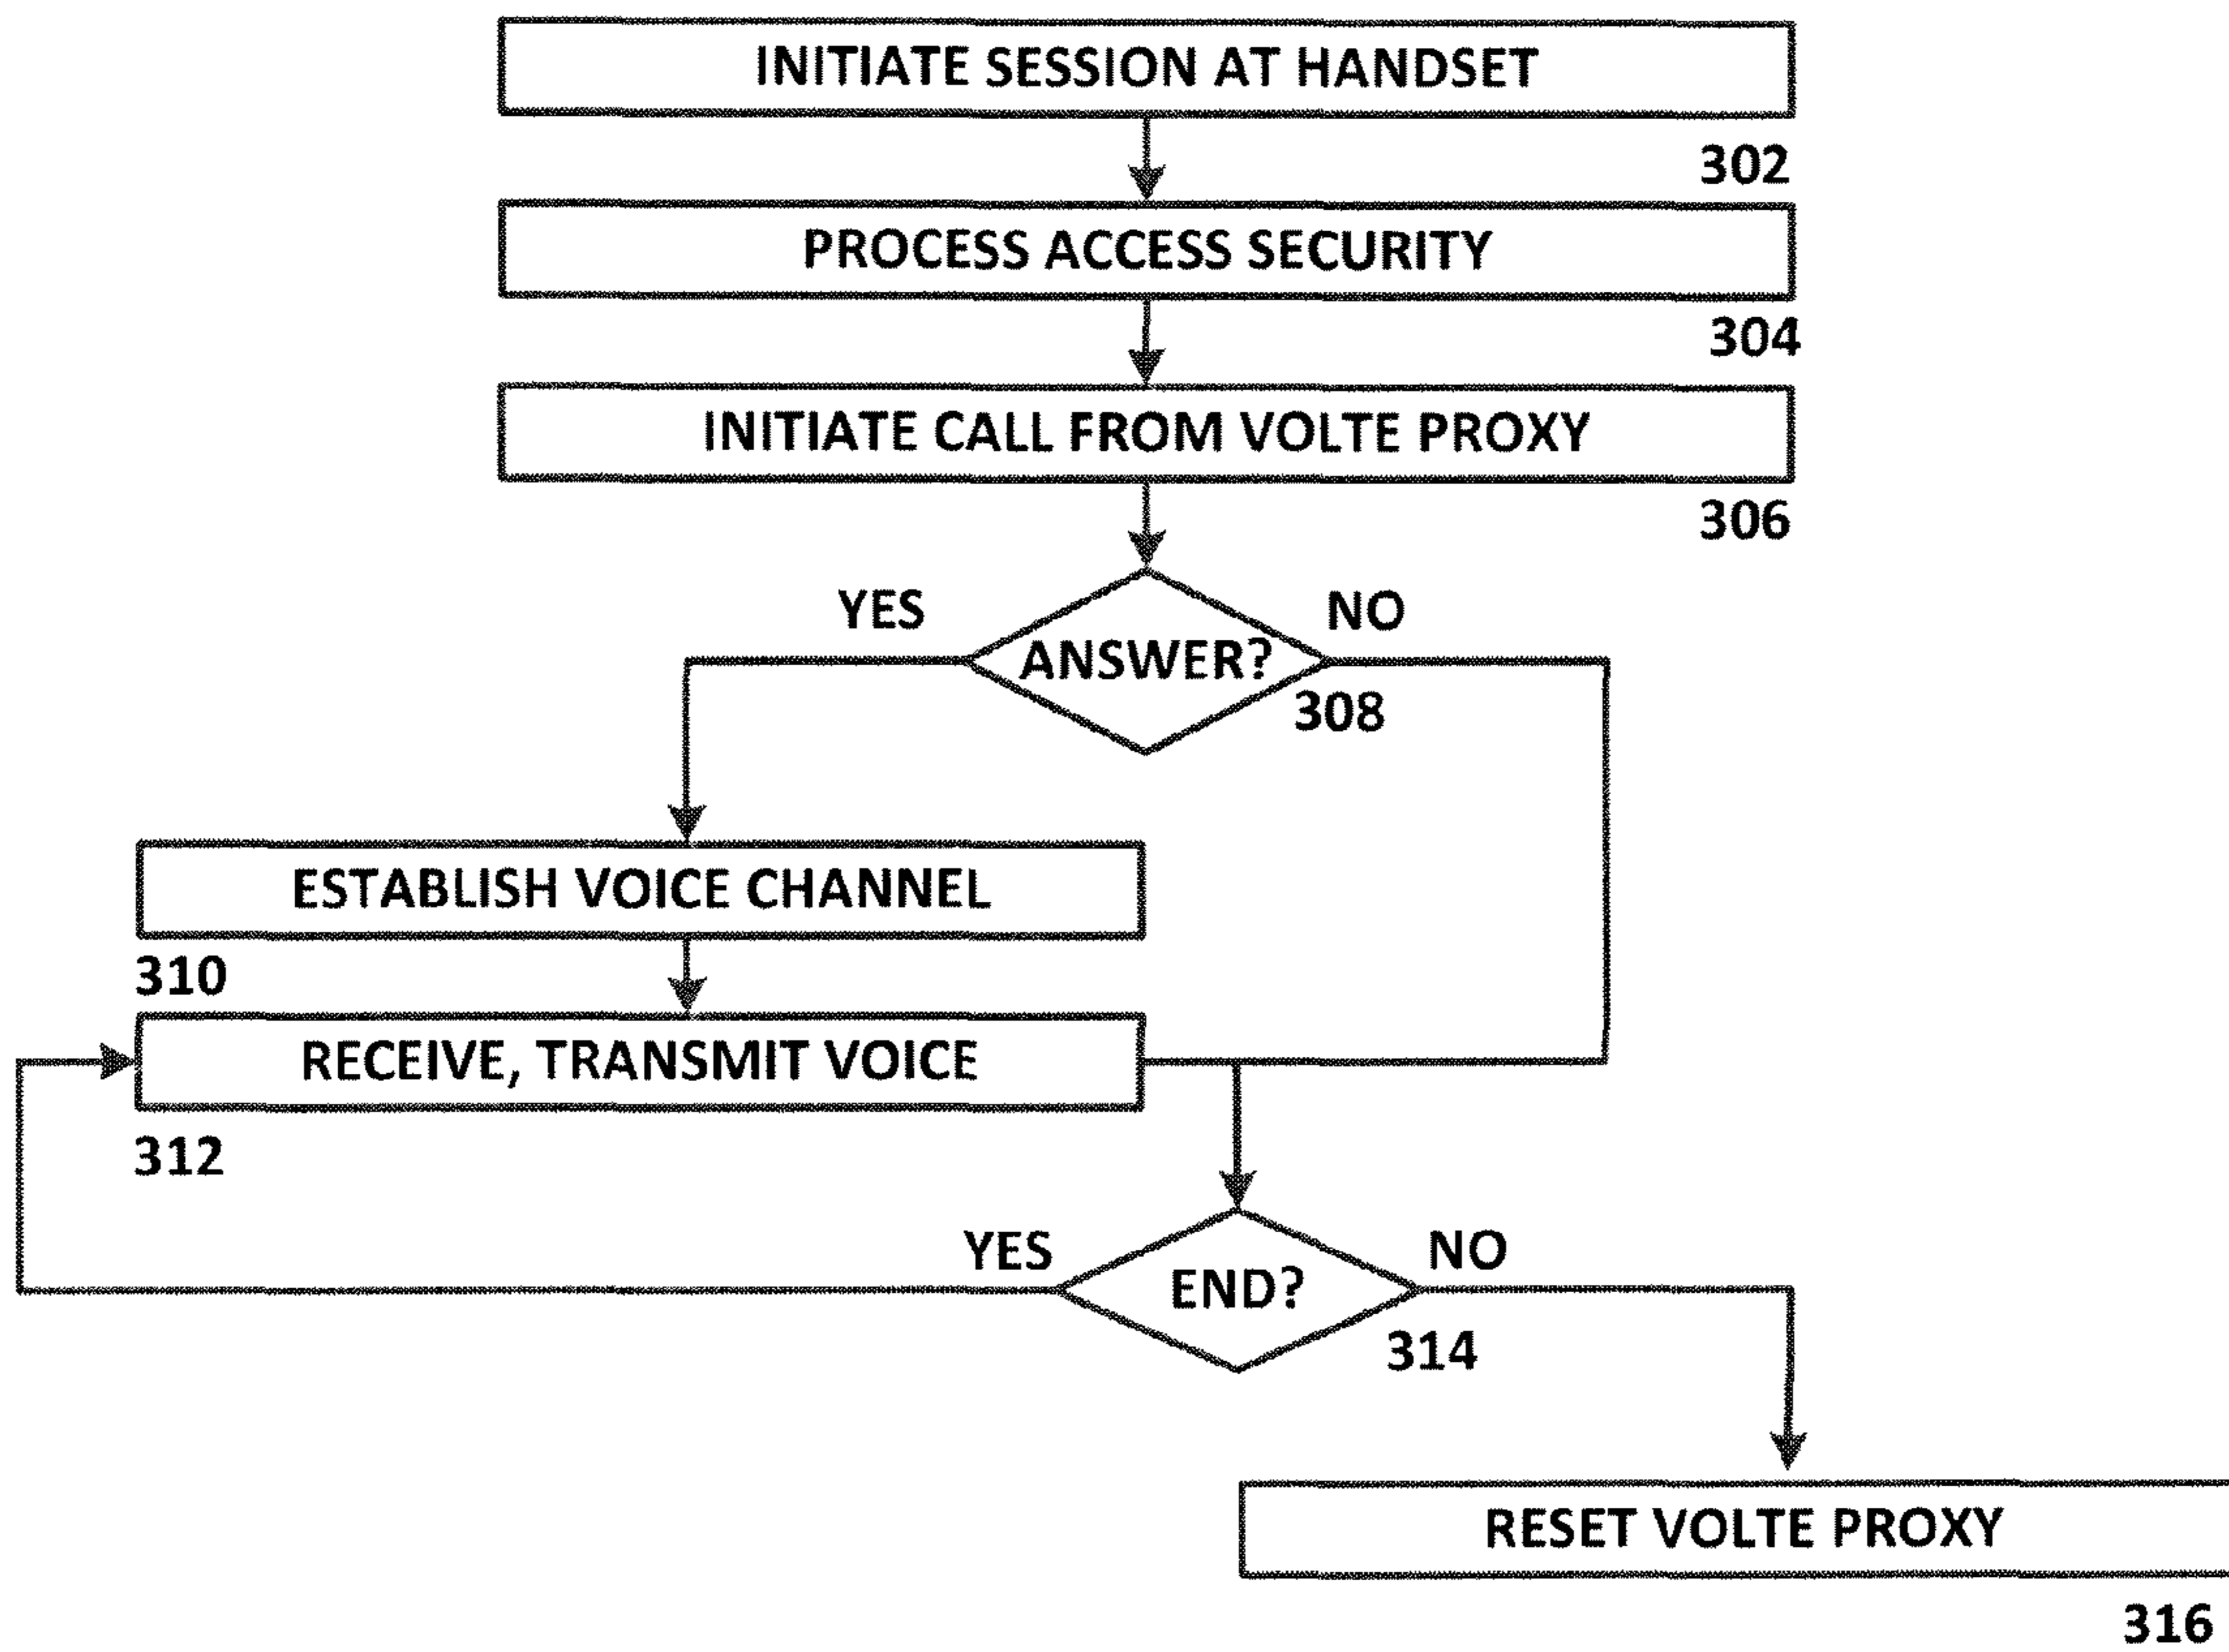 INITIATE SESSION AT HANDSET
302
PROCESS ACCESS SECURITY
304
INITIATE CALL FROM VOLTE PROXY
306
YES
NO
ANSWER?
308
ESTABLISH VOICE CHANNEL
310
RECEIVE, TRANSMIT VOICE
312
YES
NO
END?
314
RESET VOLTE PROXY
316